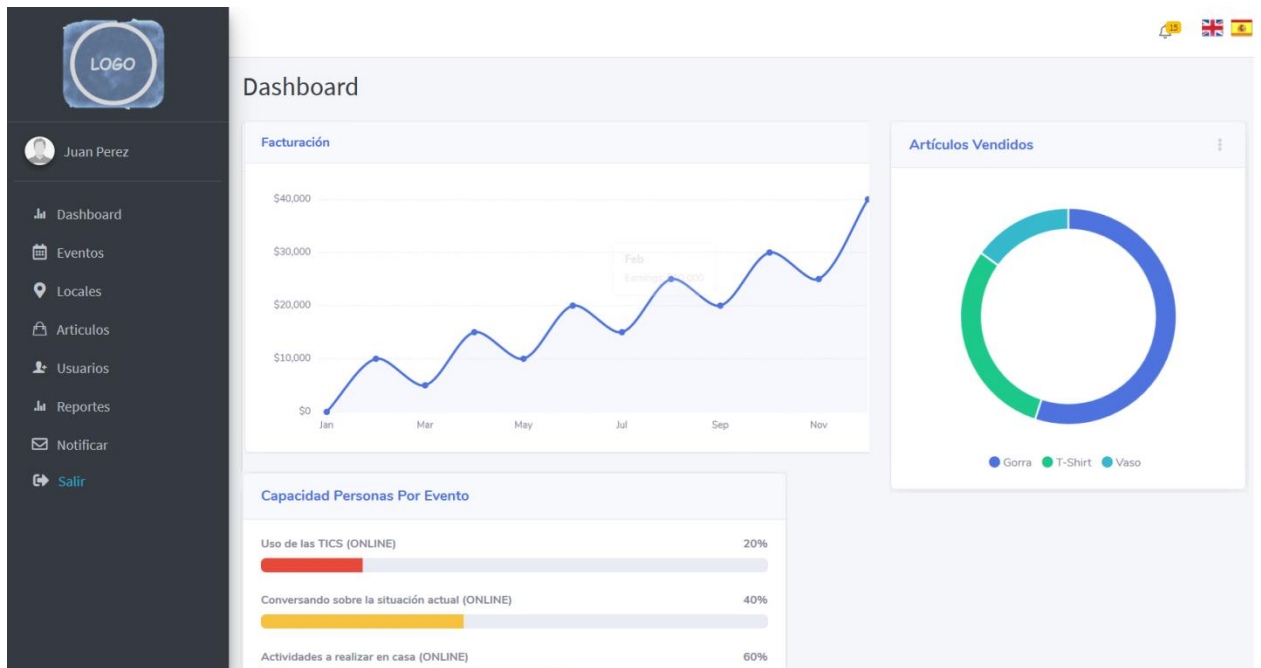 LOGO
15
Juan Perez
Dashboard
Eventos
Locales
Articulos
Usuarios
Reportes
Notificar
Salir
Dashboard
Facturación
$40,000
$30,000
$20,000
$10,000
$0
Jan Mar May Jul Sep Nov
Feb
Artículos Vendidos
Gorra T-Shirt Vaso
Capacidad Personas Por Evento
Uso de las TICS (ONLINE) 20%
Conversando sobre la situación actual (ONLINE) 40%
Actividades a realizar en casa (ONLINE) 60%